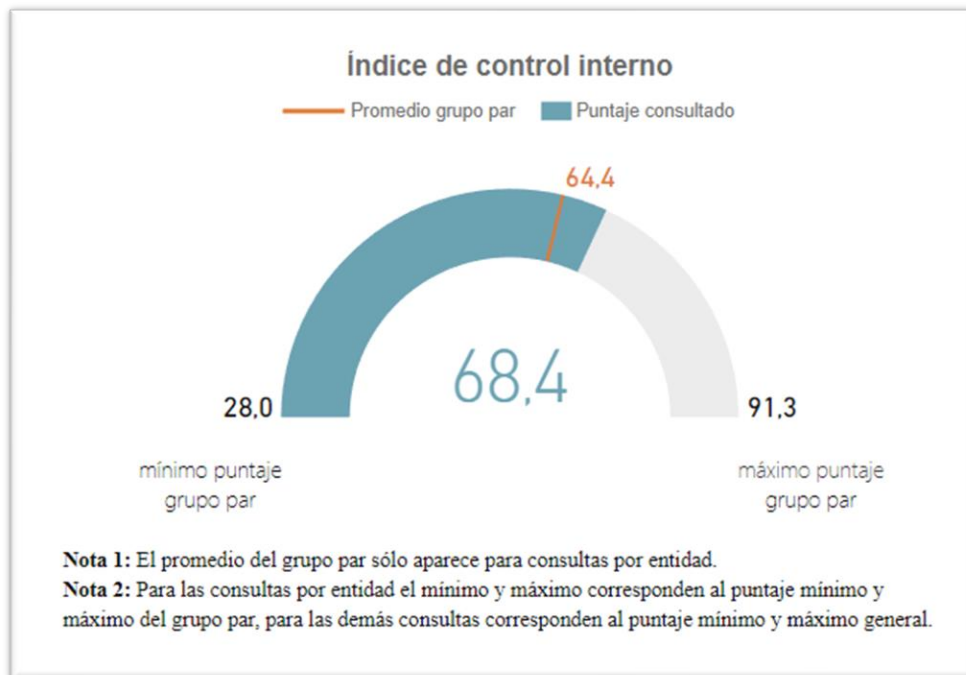 Índice de control interno
Promedio grupo par
Puntaje consultado
64,4
68,4
28,0
91,3
mínimo puntaje
grupo par
máximo puntaje
grupo par
Nota 1: El promedio del grupo par sólo aparece para consultas por entidad.
Nota 2: Para las consultas por entidad el mínimo y máximo corresponden al puntaje mínimo y
máximo del grupo par, para las demás consultas corresponden al puntaje mínimo y máximo general.